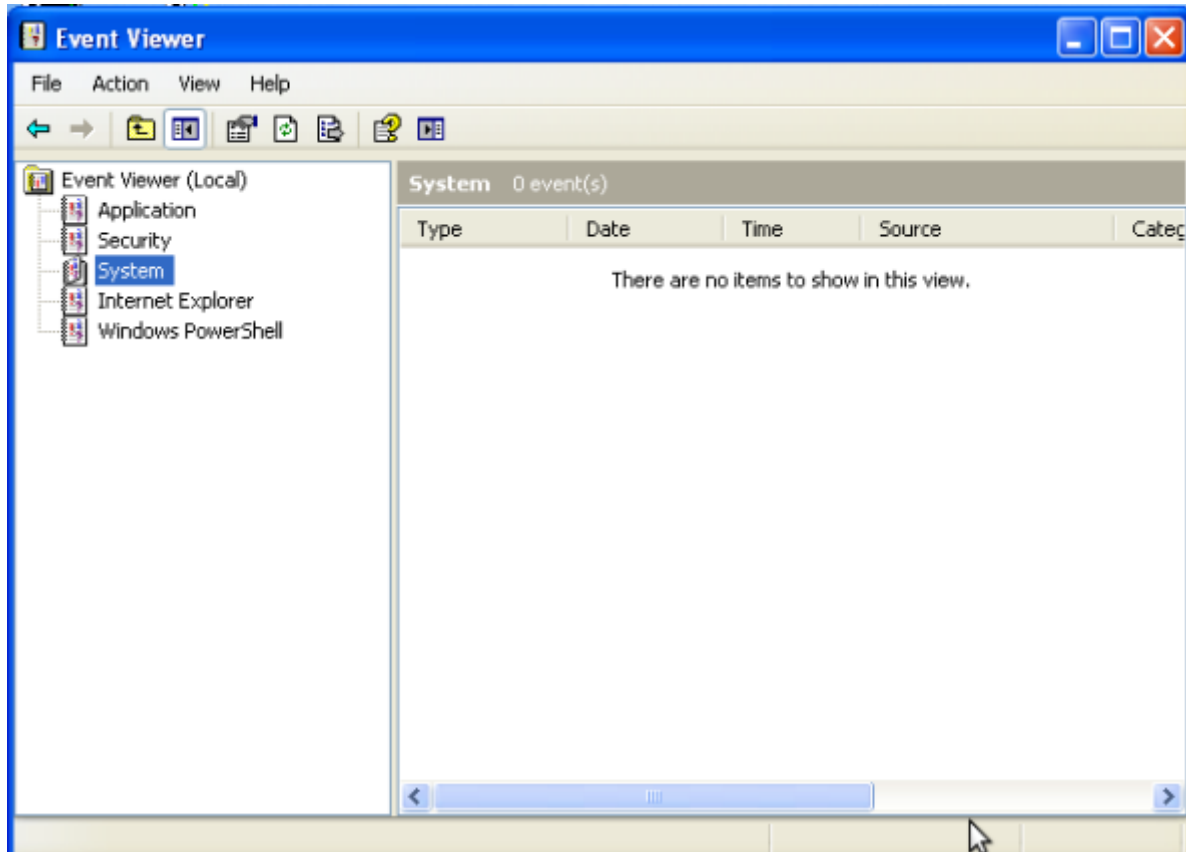 Event Viewer
File Action View Help
Event Viewer (Local)
Application
Security
System
Internet Explorer
Windows PowerShell
System 0 event(s)
Type Date Time Source Categ
There are no items to show in this view.